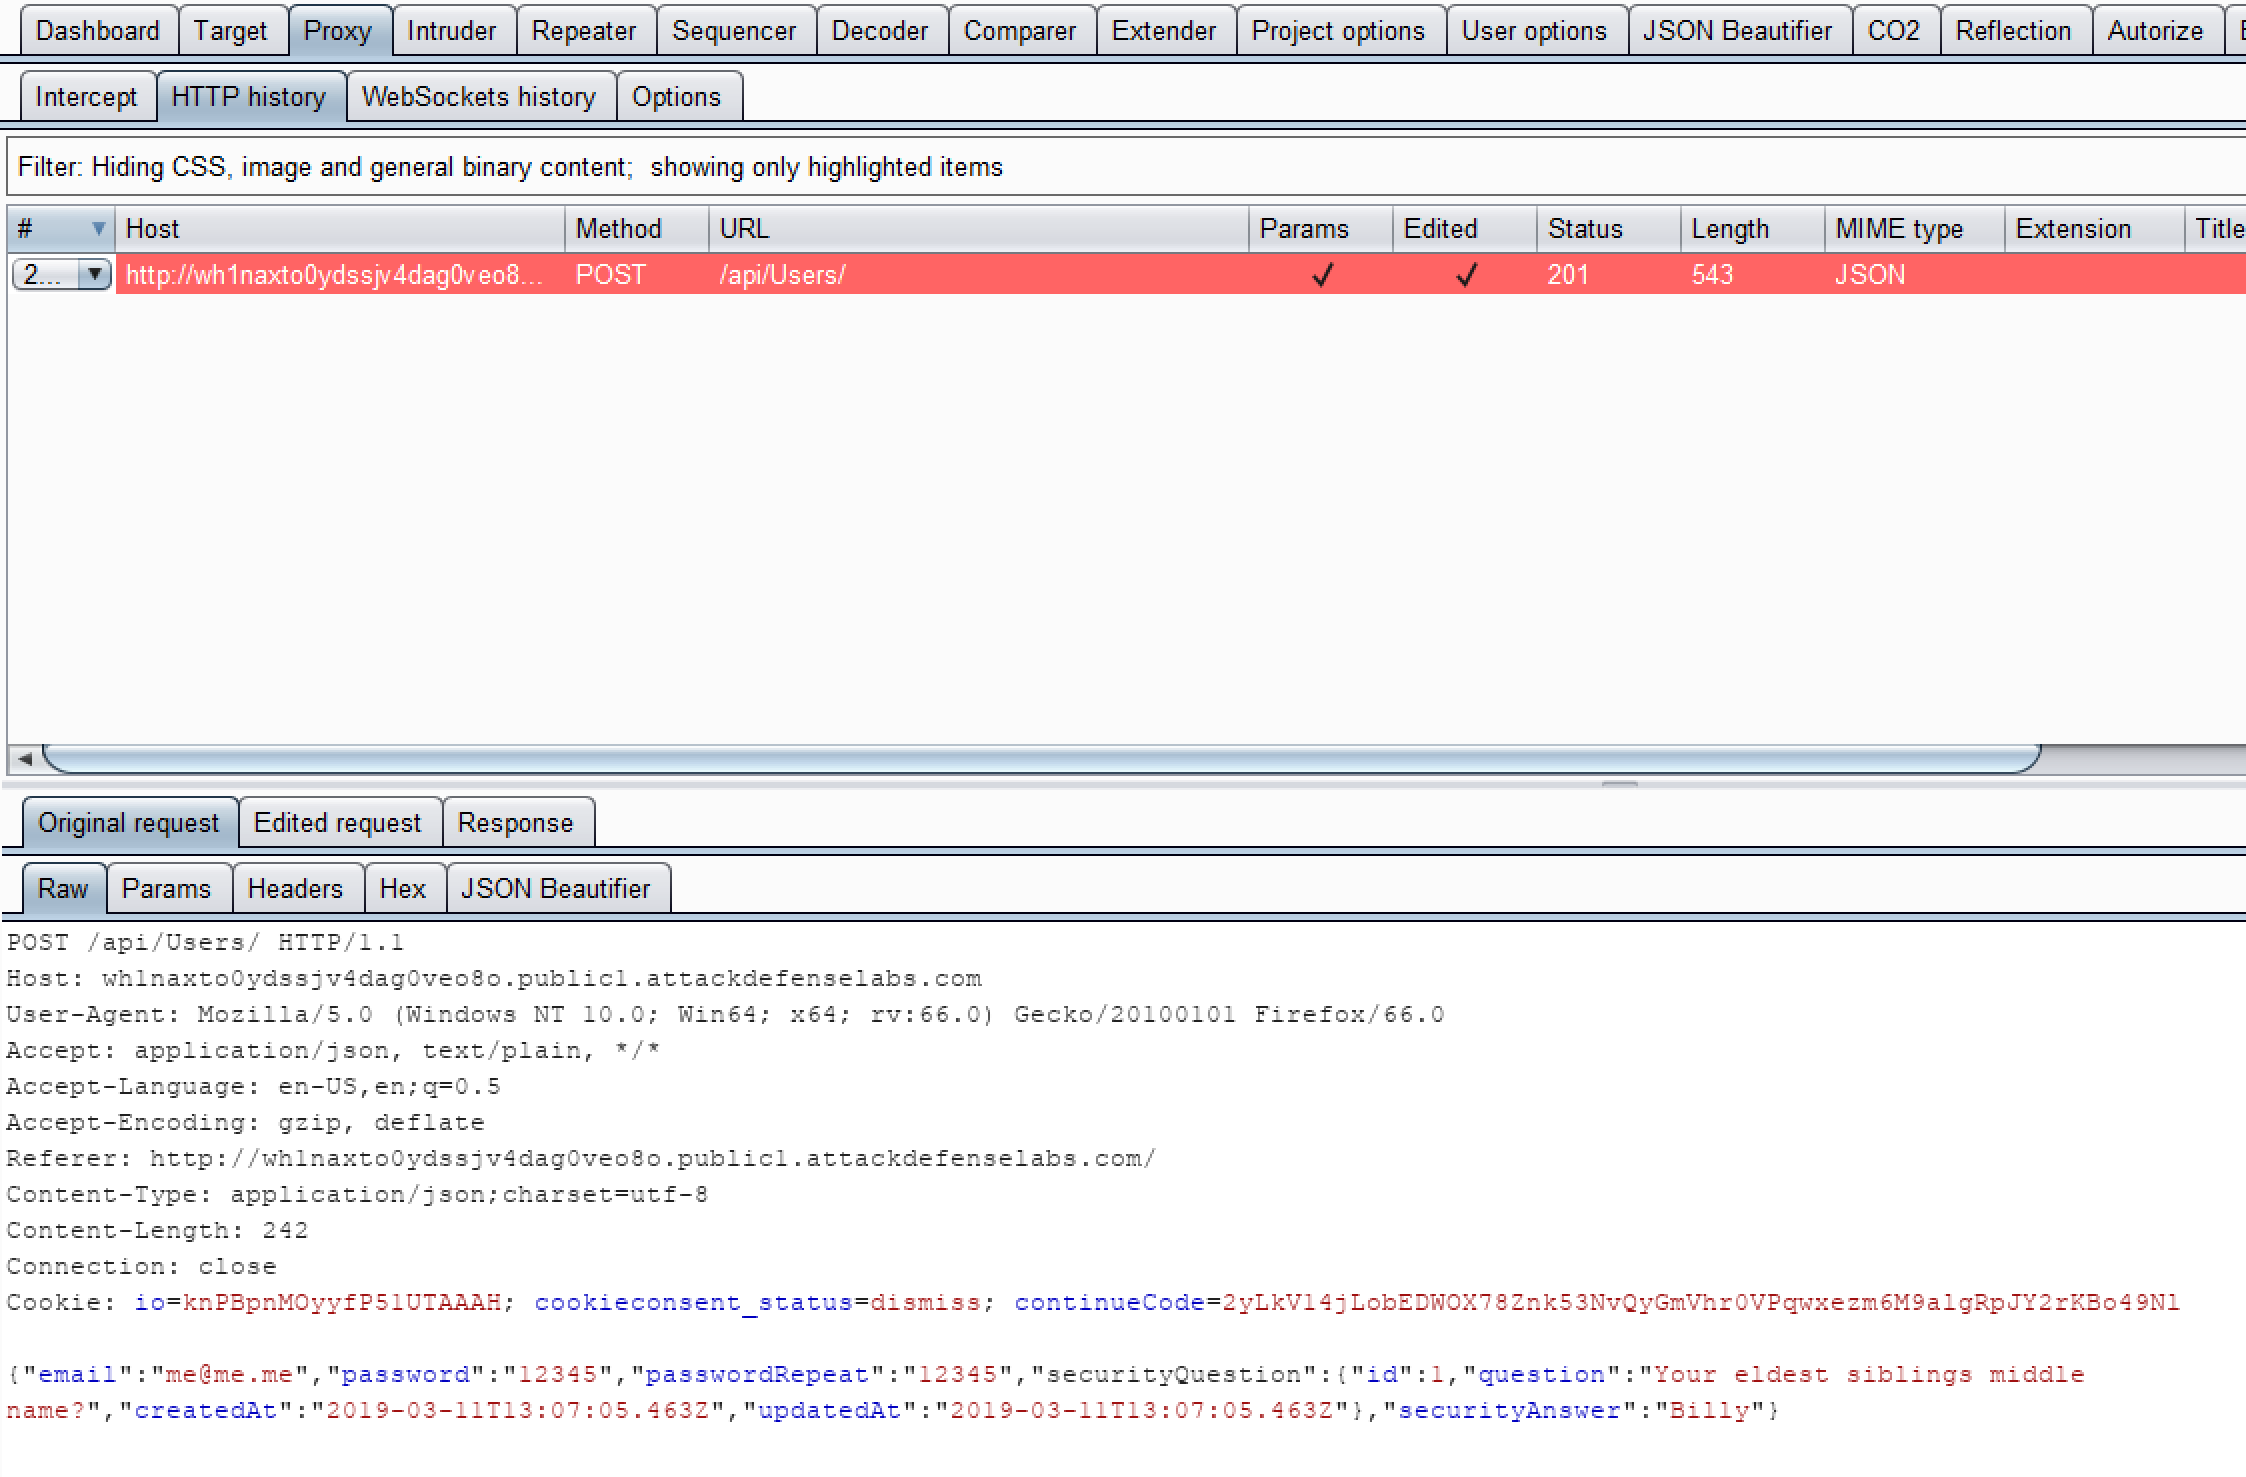 Dashboard Target Proxy Intruder Repeater Sequencer Decoder Comparer Extender Project options User options JSON Beautifier CO2 Reflection Autorize
Intercept HTTP history WebSockets history Options
Filter: Hiding CSS, image and general binary content; showing only highlighted items
# Host Method URL Params Edited Status Length MIME type Extension Title
2... http://wh1naxto0ydssjv4dag0veo8... POST /api/Users/ ✓ ✓ 201 543 JSON
Original request Edited request Response
Raw Params Headers Hex JSON Beautifier
POST /api/Users/ HTTP/1.1
Host: wh1naxto0ydssjv4dag0veo8o.public1.attackdefenselabs.com
User-Agent: Mozilla/5.0 (Windows NT 10.0; Win64; x64; rv:66.0) Gecko/20100101 Firefox/66.0
Accept: application/json, text/plain, */*
Accept-Language: en-US,en;q=0.5
Accept-Encoding: gzip, deflate
Referer: http://wh1naxto0ydssjv4dag0veo8o.public1.attackdefenselabs.com/
Content-Type: application/json;charset=utf-8
Content-Length: 242
Connection: close
Cookie: io=knPBpnMOyyfP51UTAAAH; cookieconsent_status=dismiss; continueCode=2yLkV14jLobEDWOX78Znk53NvQyGmVhr0VPqwxezm6M9algRpJY2rKBo49Nl
{"email":"me@me.me","password":"12345","passwordRepeat":"12345","securityQuestion":{"id":1,"question":"Your eldest siblings middle
name?","createdAt":"2019-03-11T13:07:05.463Z","updatedAt":"2019-03-11T13:07:05.463Z"},"securityAnswer":"Billy"}